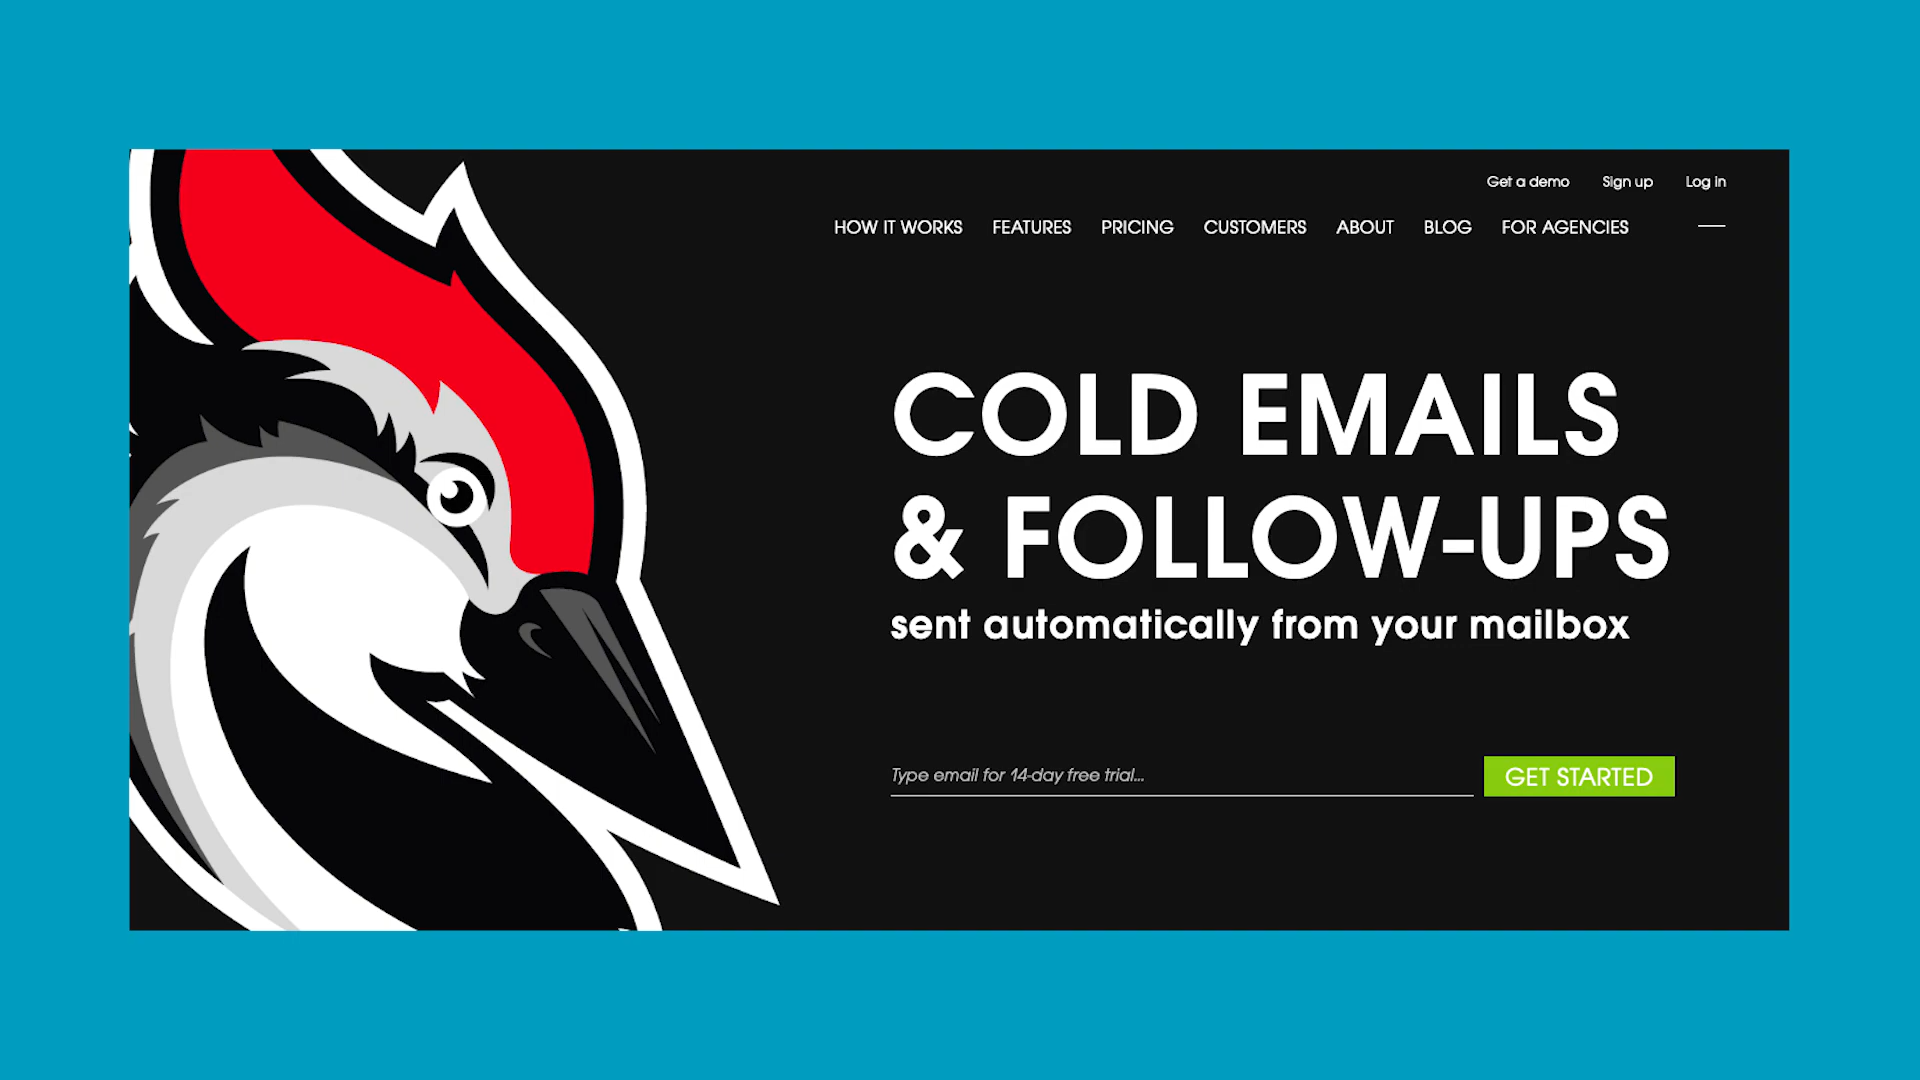 Get a demo Sign up Log in
HOW IT WORKS FEATURES PRICING CUSTOMERS ABOUT BLOG FOR AGENCIES
COLD EMAILS
& FOLLOW-UPS
sent automatically from your mailbox
Type email for 14-day free trial... GET STARTED